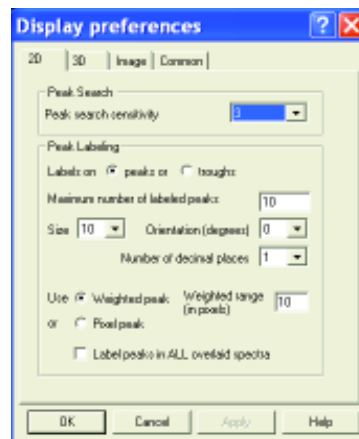 Display preferences
2D 3D Image Common
Peak Search
Peak search sensitivity 3
Peak Labeling
Labels on peaks or troughs
Maximum number of labeled peaks: 10
Size 10 Orientation (degrees) 0
Number of decimal places 1
Use Weighted peak Weighted range (in pixels) 10
or Pixel peak
Label peaks in ALL overlaid spectra
OK Cancel Apply Help